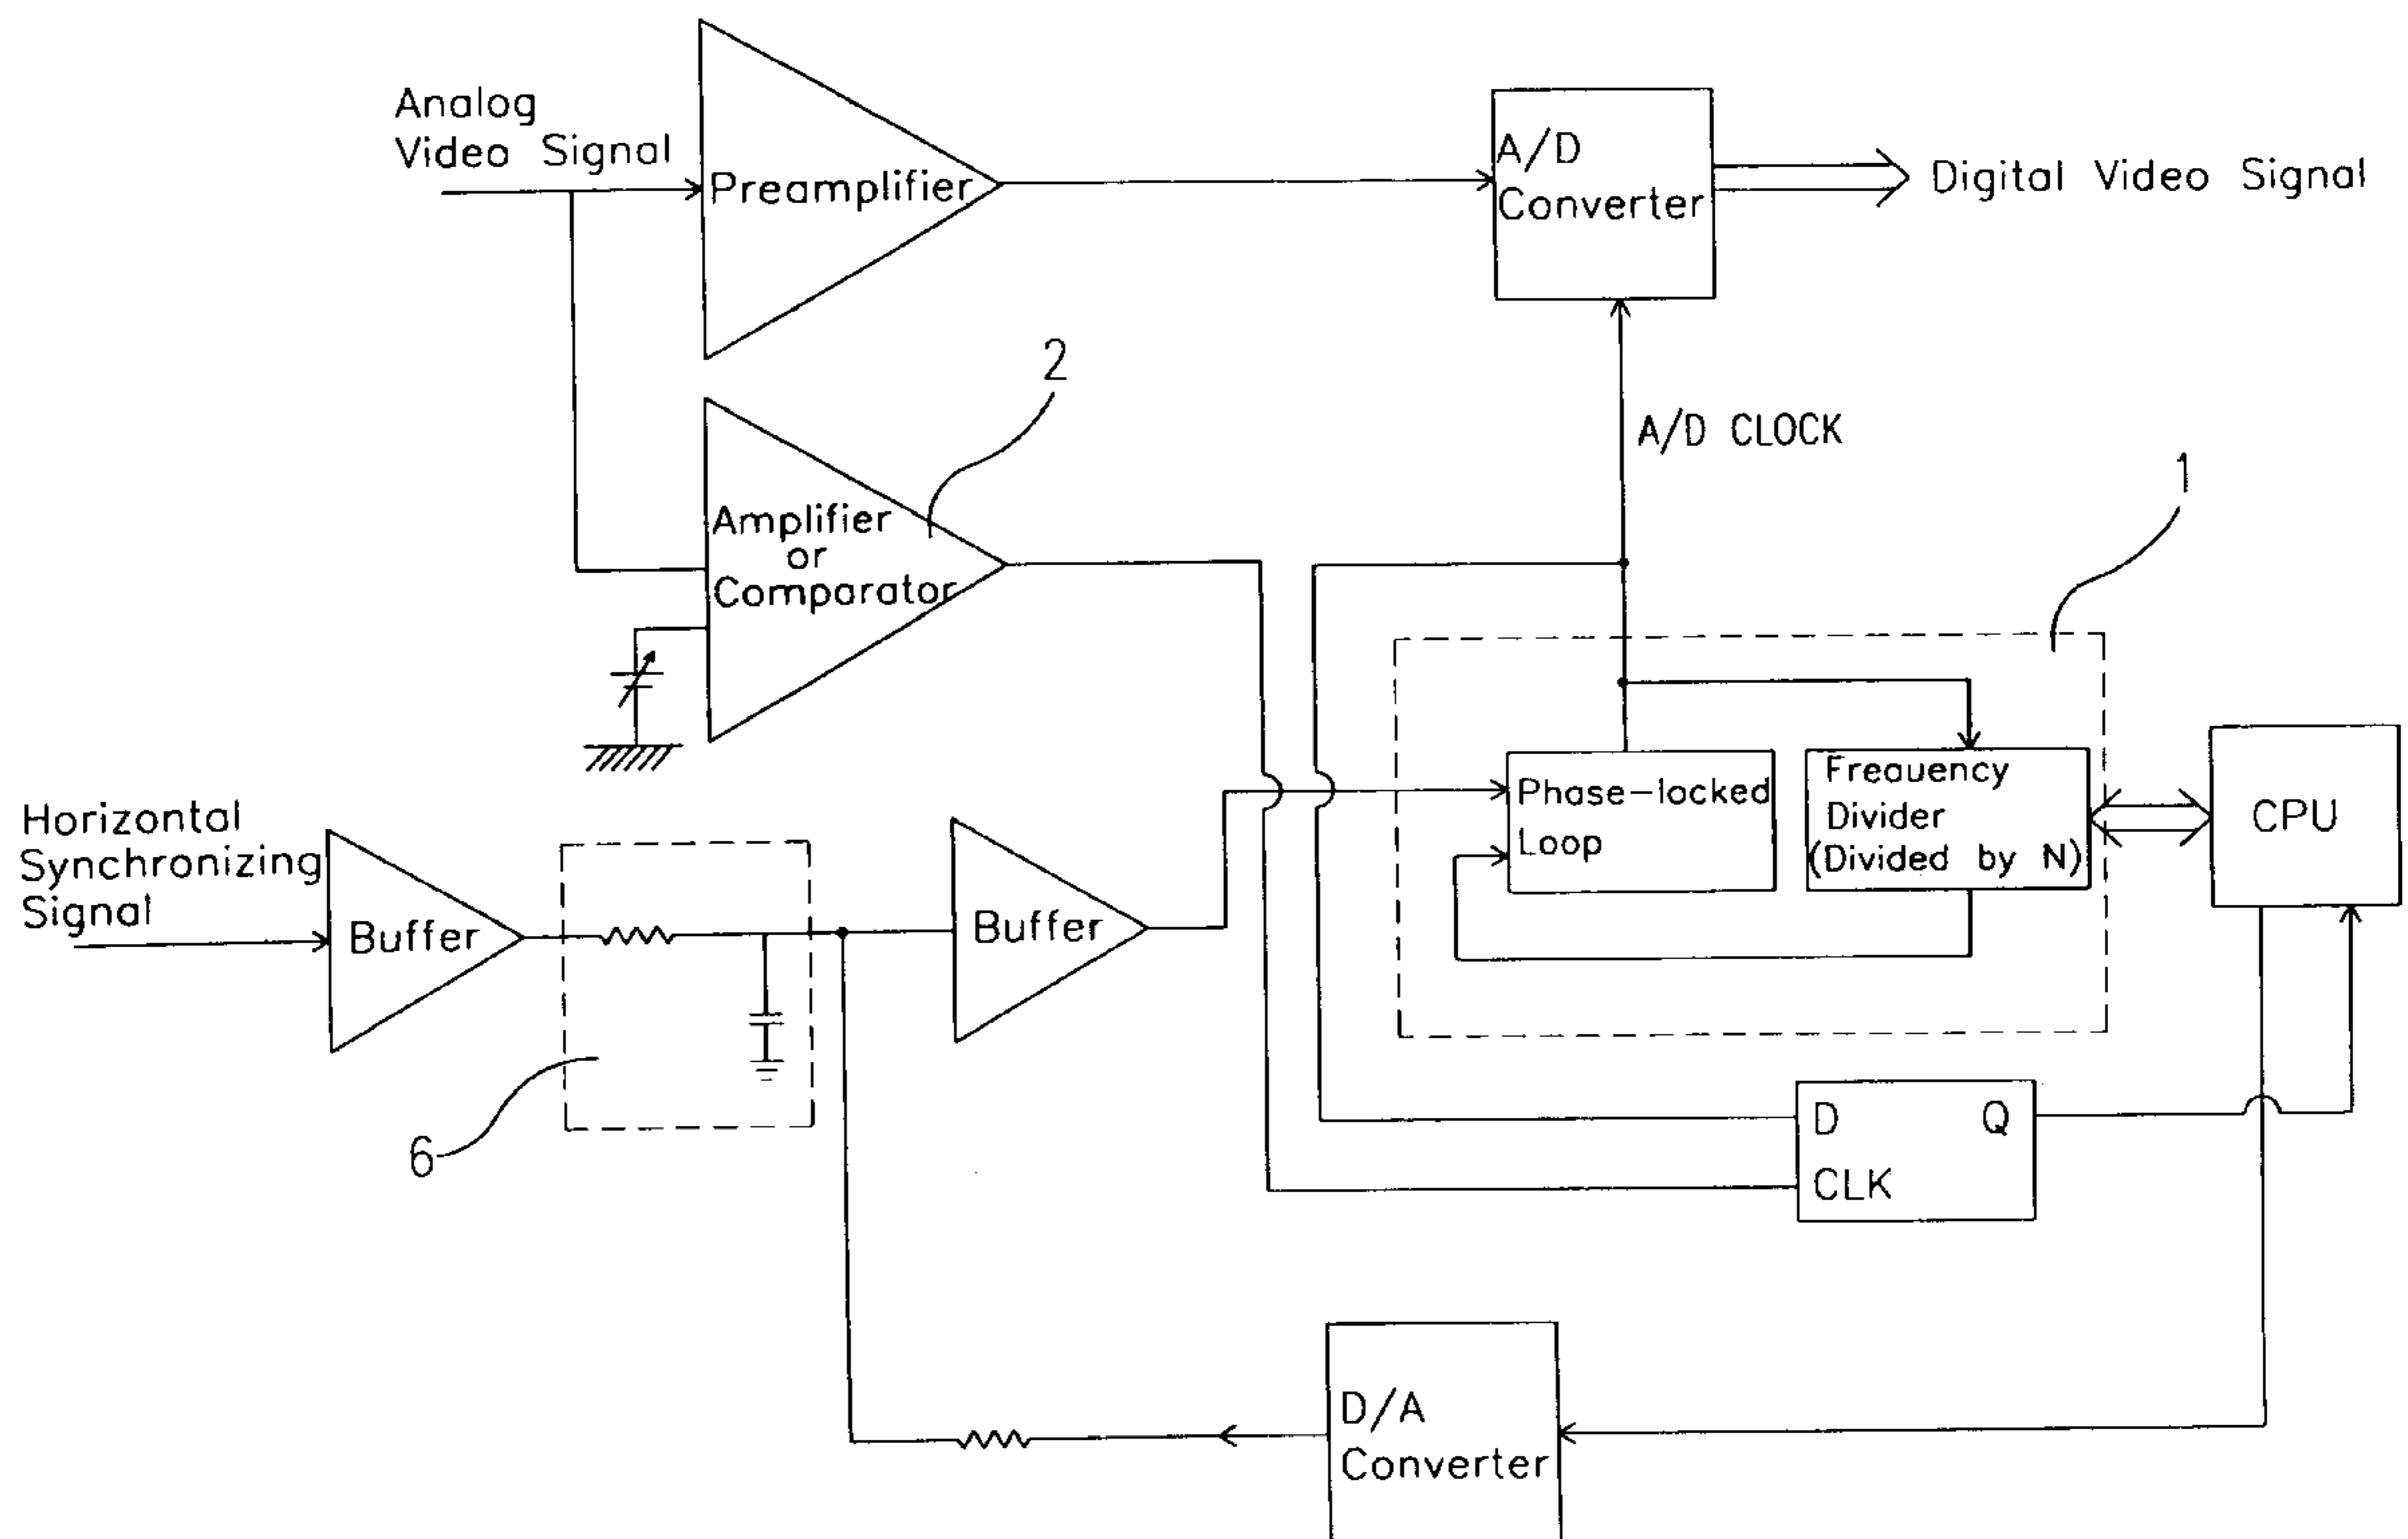 Analog
Video Signal
Preamplifier
A/D
Converter
Digital Video Signal
2
A/D CLOCK
1
Amplifier
or
Comparator
Horizontal
Synchronizing
Signal
Buffer
Buffer
Phase-locked
Loop
Freauency
Divider
(Divided by N)
CPU
6
D Q
CLK
D/A
Converter